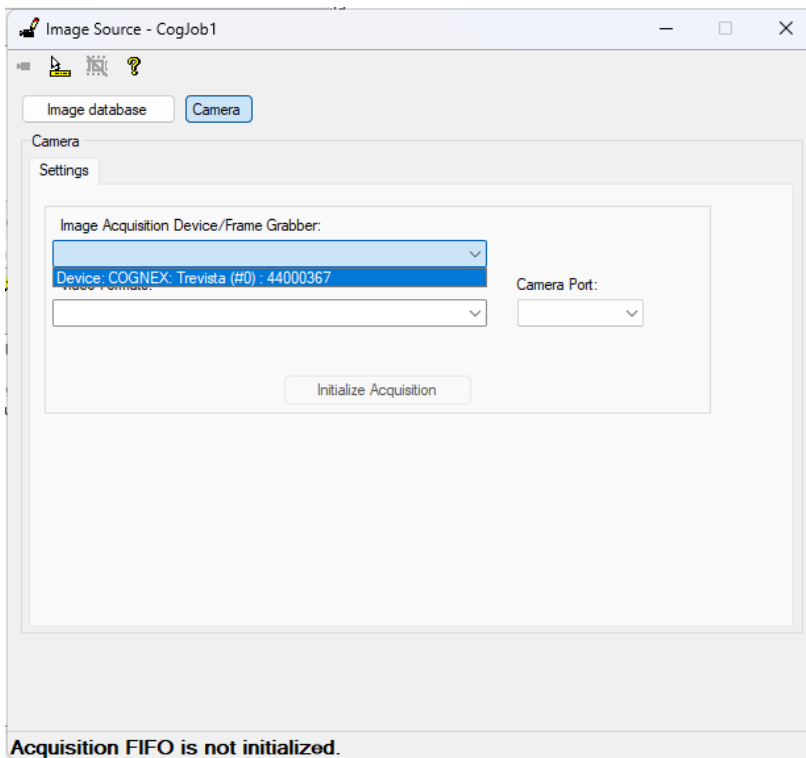 Image Source - CogJob1
Image database
Camera
Camera
Settings
Image Acquisition Device/Frame Grabber:
Device: COGNEX: Trevista (#0) : 44000367
Camera Port:
Initialize Acquisition
Acquisition FIFO is not initialized.